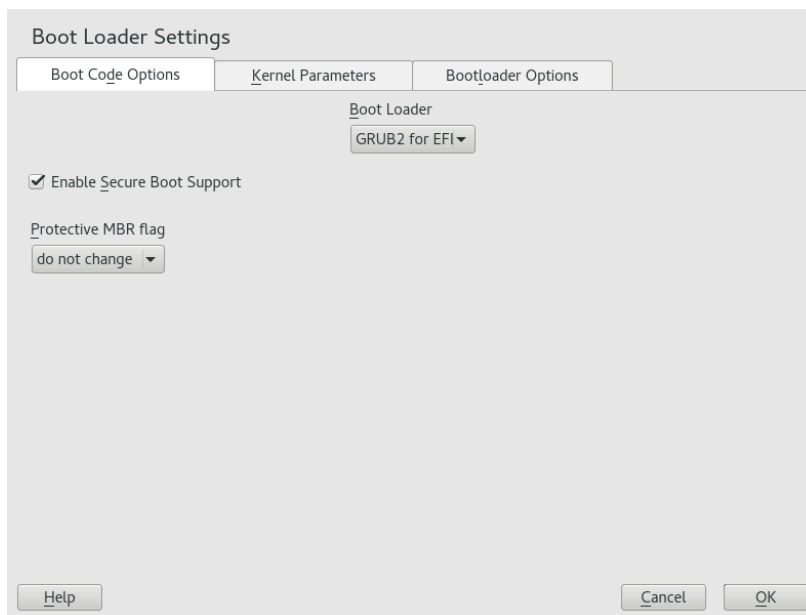 Boot Loader Settings
Boot Code Options Kernel Parameters Bootloader Options
Boot Loader
GRUB2 for EFI
Enable Secure Boot Support
Protective MBR flag
do not change
Help Cancel OK